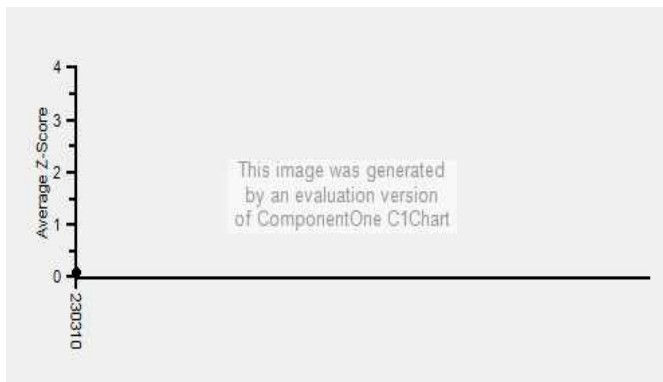 4
3
2
1
0
Average Z-Score
This image was generated
by an evaluation version
of ComponentOne C1Chart
230310